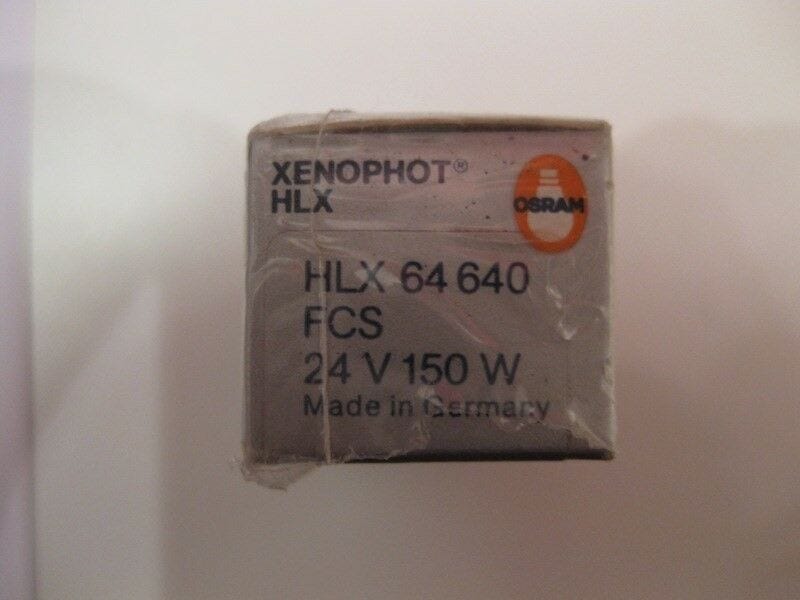 XENOPHOT®
HLX
OSRAM
HLX 64 640
FCS
24 V 150 W
Made in Germany